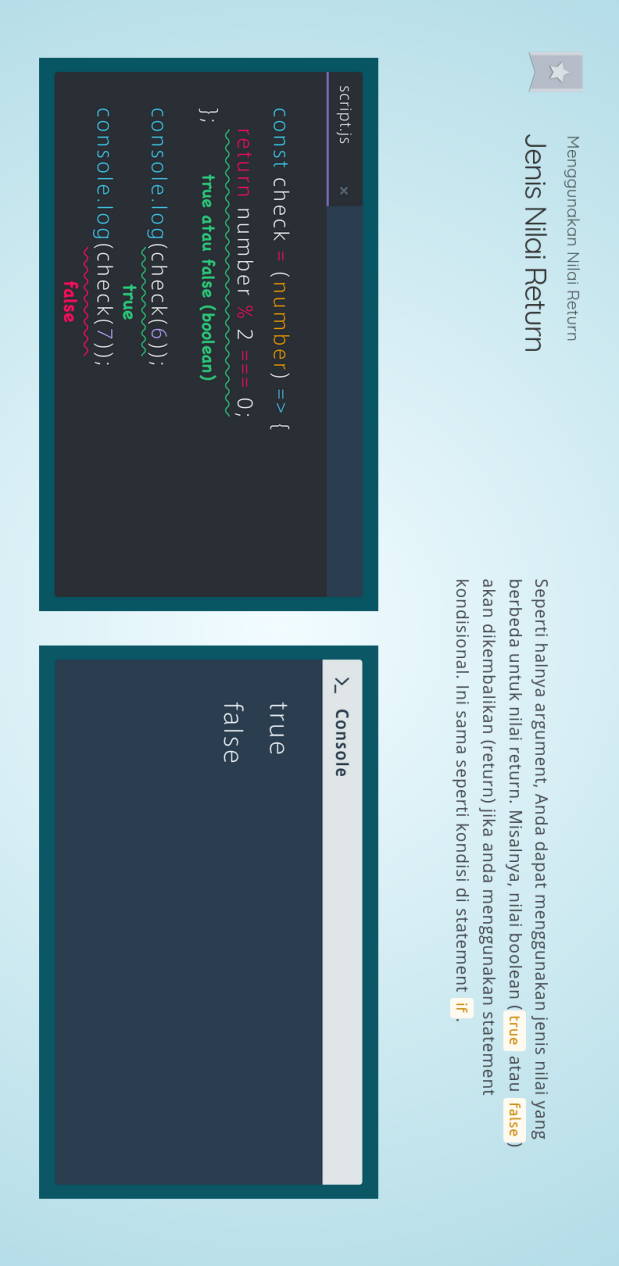 Menggunakan Nilai Return
Jenis Nilai Return
Seperti halnya argument, Anda dapat menggunakan jenis nilai yang
berbeda untuk nilai return. Misalnya, nilai boolean ( true atau false )
akan dikembalikan (return) jika anda menggunakan statement
kondisional. Ini sama seperti kondisi di statement if .
script.js ×
const check = (number) => {
return number % 2 === 0;
true atau false (boolean)
};
console.log(check(6));
true
console.log(check(7));
false
>_ Console
true
false